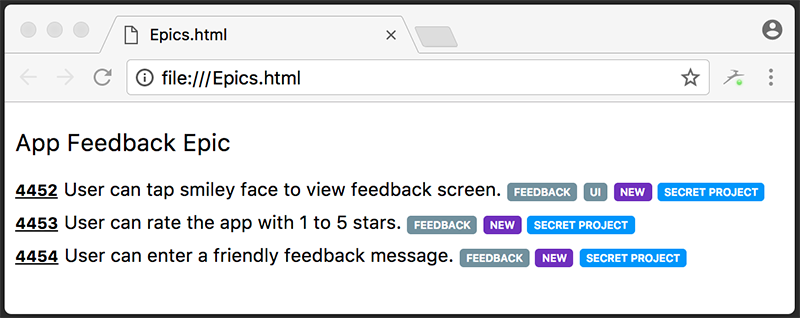 Epics.html
file:///Epics.html
App Feedback Epic
4452 User can tap smiley face to view feedback screen. FEEDBACK UI NEW SECRET PROJECT
4453 User can rate the app with 1 to 5 stars. FEEDBACK NEW SECRET PROJECT
4454 User can enter a friendly feedback message. FEEDBACK NEW SECRET PROJECT